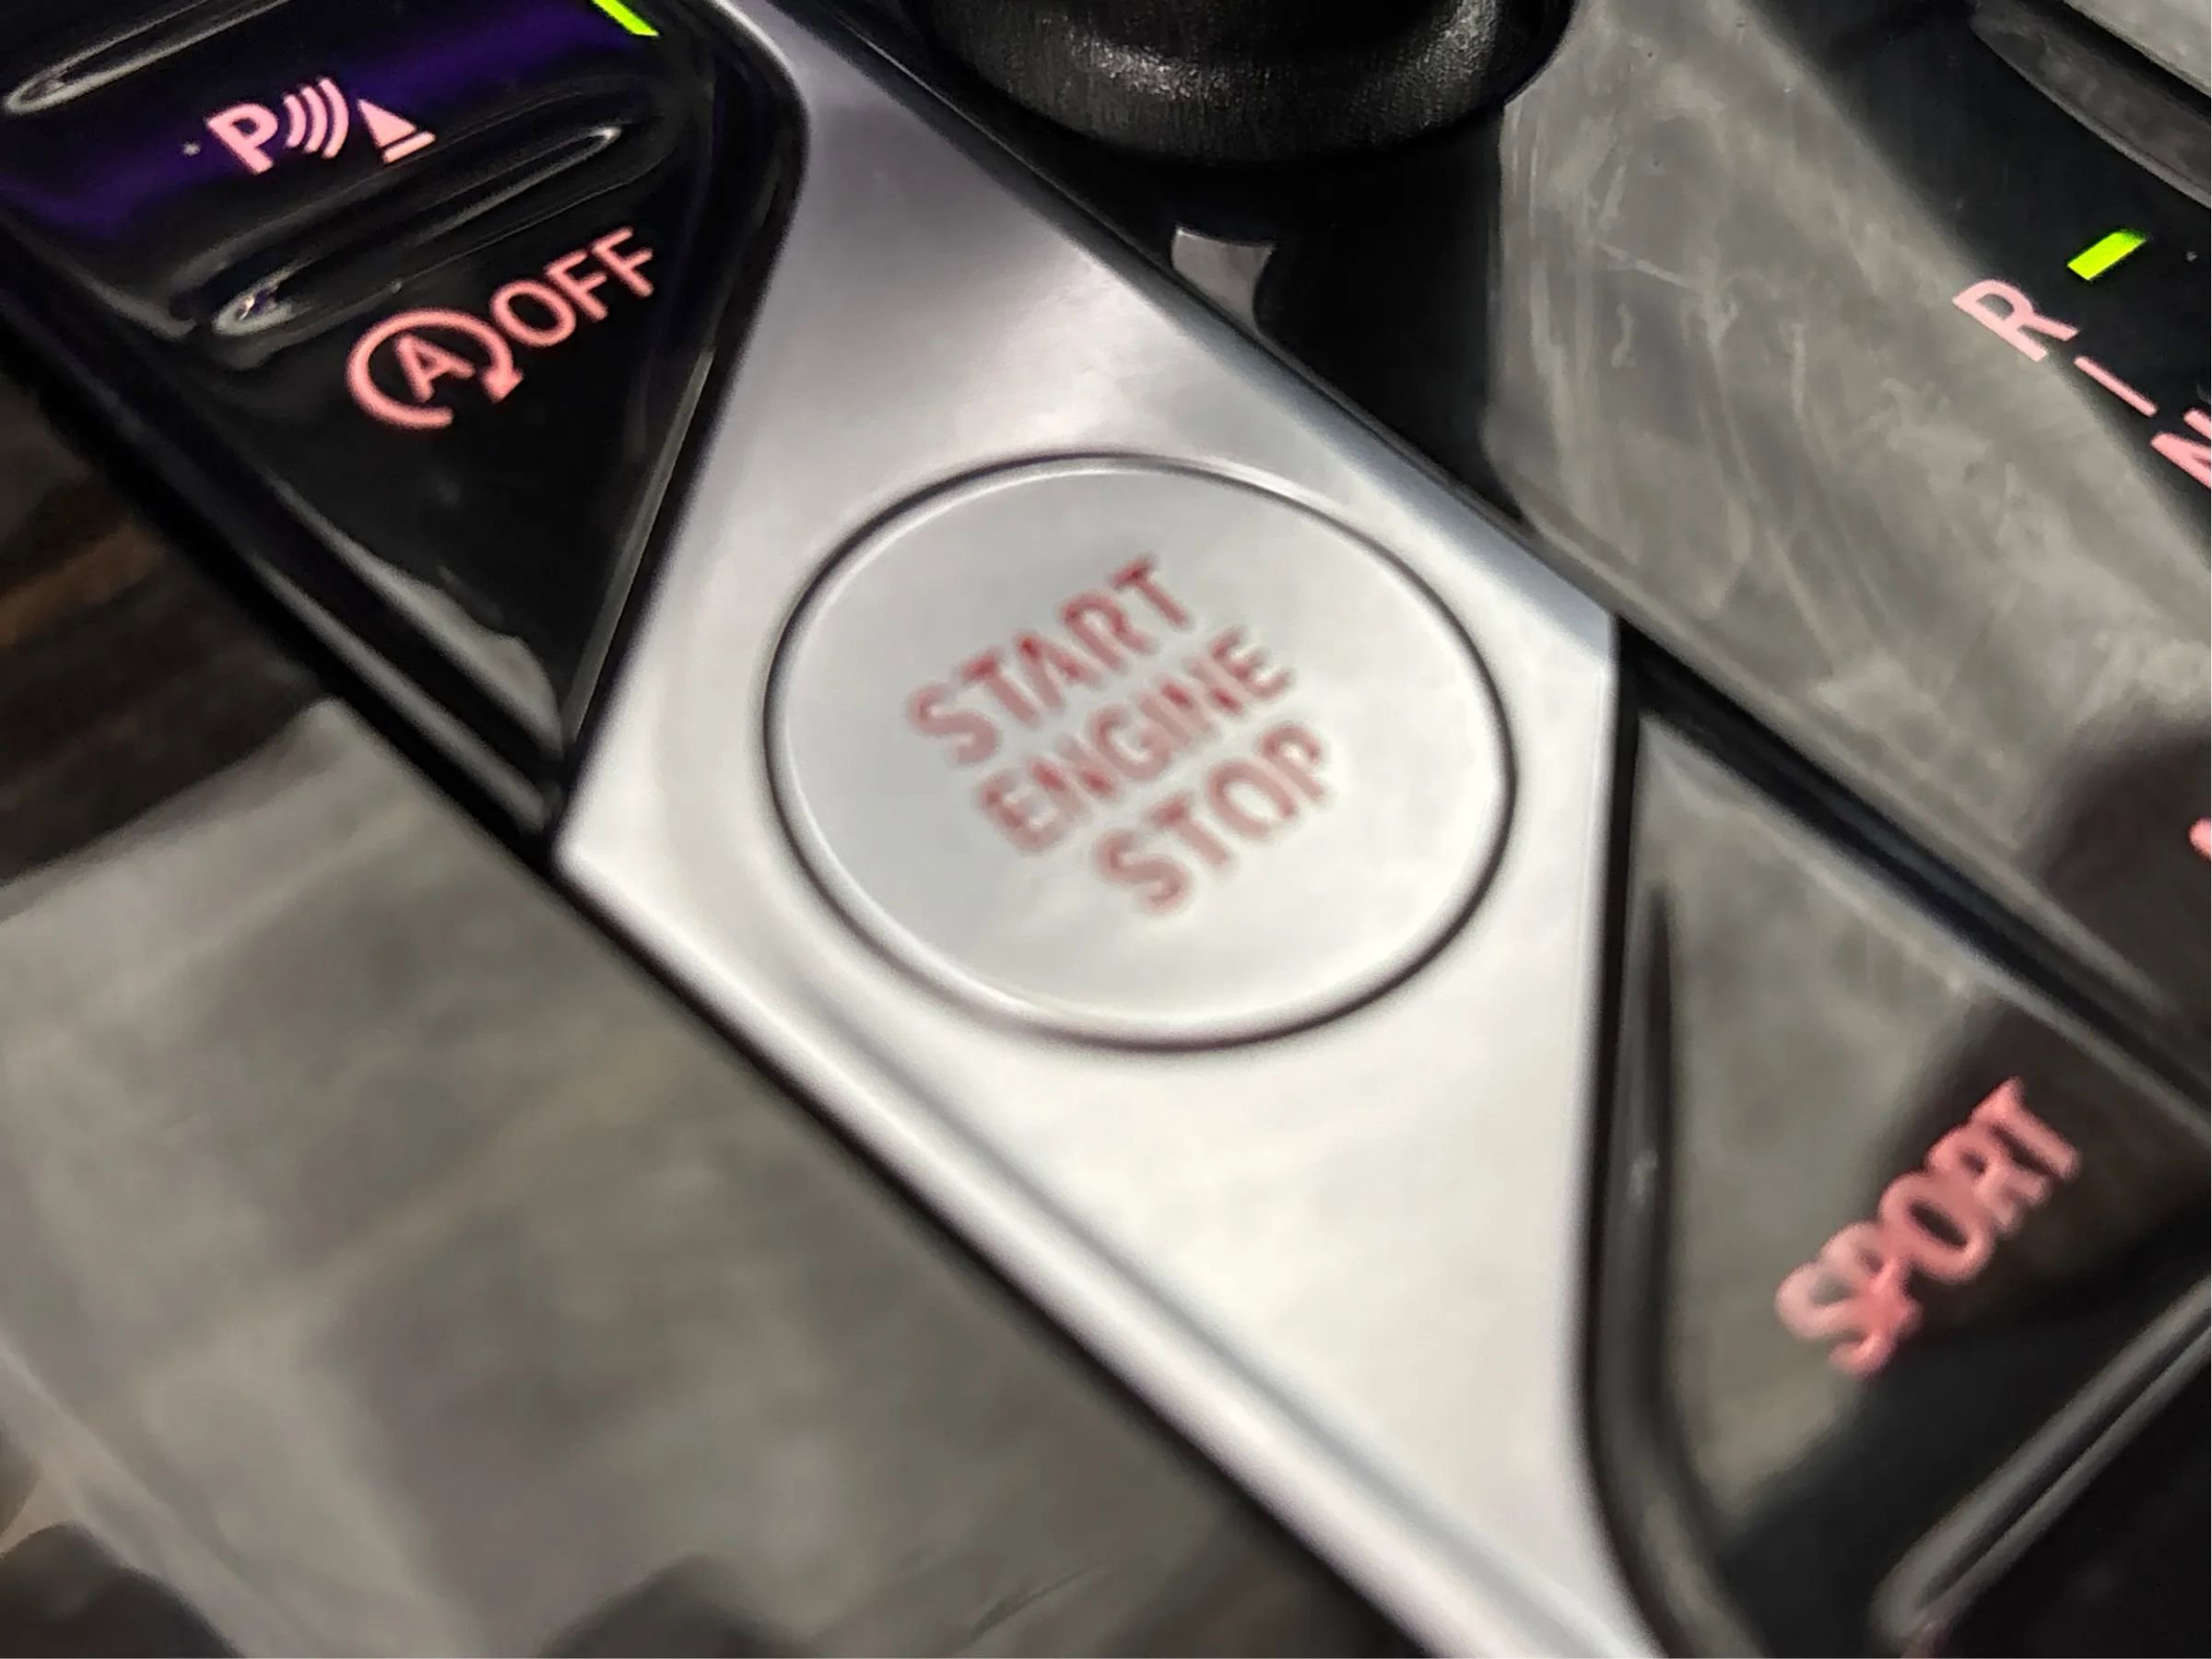 P
A OFF
R
N
START
ENGINE
STOP
SPORT